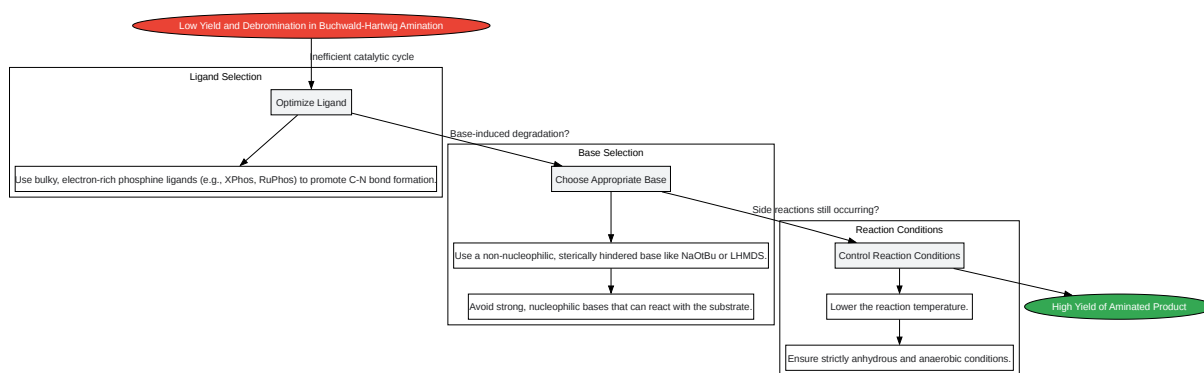 Low Yield and Debromination in Buchwald-Hartwig Amination
Inefficient catalytic cycle
Ligand Selection
Optimize Ligand
Base-induced degradation?
Use bulky, electron-rich phosphine ligands (e.g., XPhos, RuPhos) to promote C-N bond formation.
Base Selection
Choose Appropriate Base
Side reactions still occurring?
Use a non-nucleophilic, sterically hindered base like NaOtBu or LHMDS.
Avoid strong, nucleophilic bases that can react with the substrate.
Reaction Conditions
Control Reaction Conditions
Lower the reaction temperature.
High Yield of Aminated Product
Ensure strictly anhydrous and anaerobic conditions.